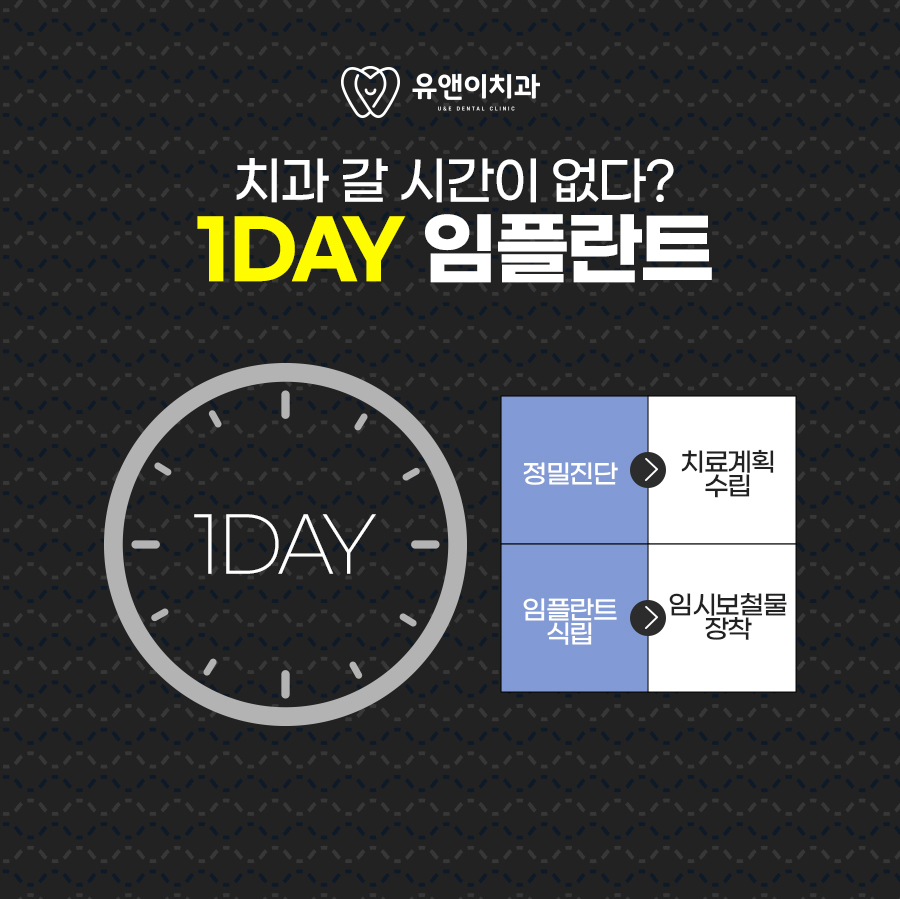 유앤이치과
U&E DENTAL CLINIC
치과 갈 시간이 없다?
1DAY 임플란트
1DAY
정밀진단
치료계획
수립
임플란트
식립
임시보철물
장착